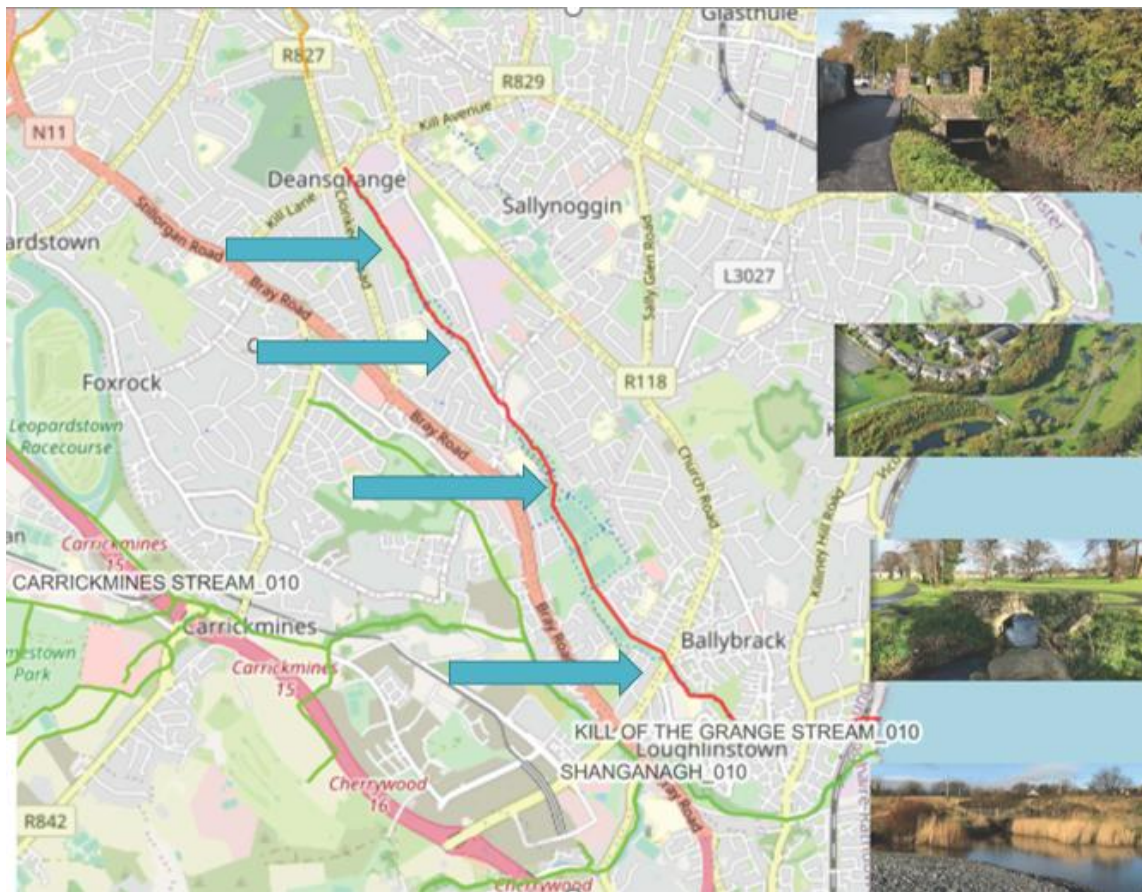 Glasthule
R827
R829
N11
Kill Avenue
Deansgrange
Kill Lane
Sallynoggin
Stillorgan Road
Sally Glen Road
L3027
Bray Road
Foxrock
R118
Leopardstown
Racecourse
Bray Road
Church Road
Killiney Hill Road
Carrickmines
15
CARRICKMINES STREAM_010
Carrickmines
Ballybrack
Bray Road
Park
Carrickmines
15
KILL OF THE GRANGE STREAM_010
Loughlinstown
SHANGANAGH_010
Cherrywood
16
R842
Cherrywood